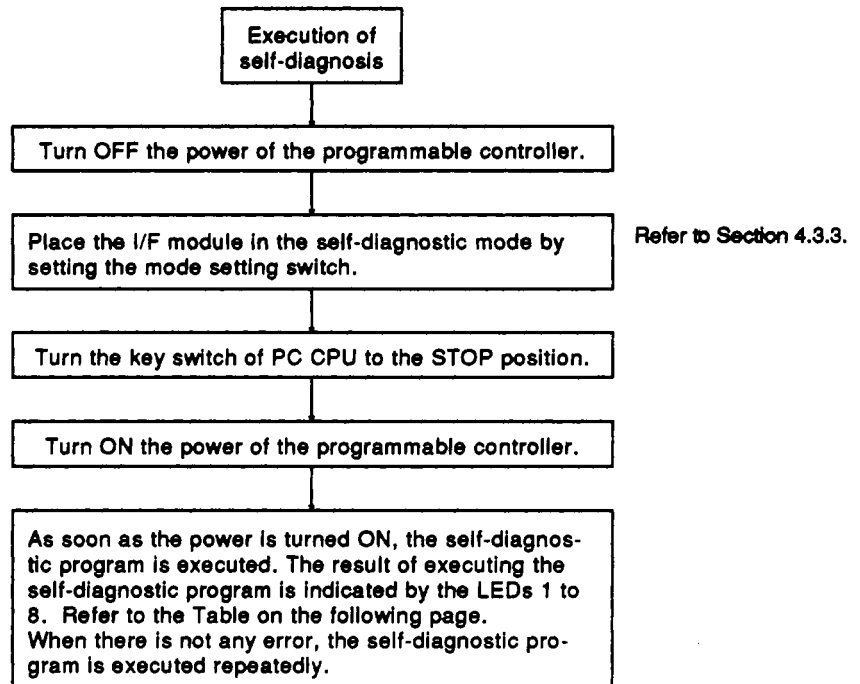 Execution of
self-diagnosis
Turn OFF the power of the programmable controller.
Place the I/F module in the self-diagnostic mode by
setting the mode setting switch.
Refer to Section 4.3.3.
Turn the key switch of PC CPU to the STOP position.
Turn ON the power of the programmable controller.
As soon as the power is turned ON, the self-diagnos-
tic program is executed. The result of executing the
self-diagnostic program is indicated by the LEDs 1 to
8. Refer to the Table on the following page.
When there is not any error, the self-diagnostic pro-
gram is executed repeatedly.